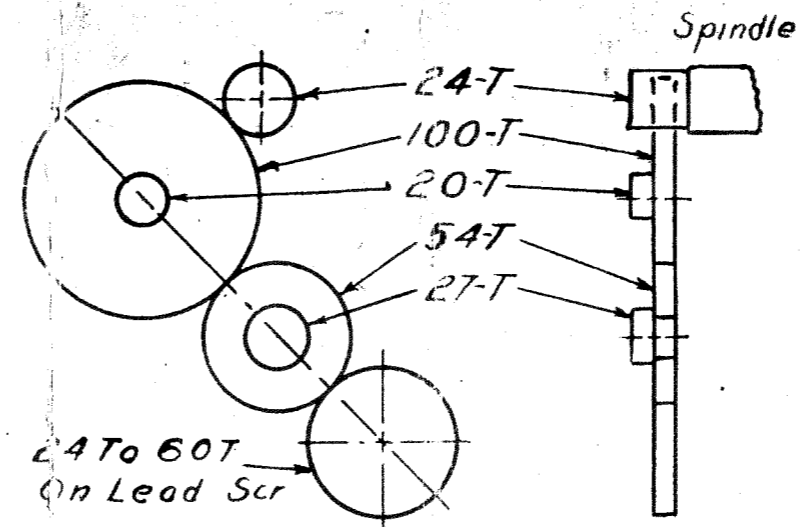 Spindle
24-T
100-T
20-T
54-T
27-T
24 To 60T
On Lead Scr